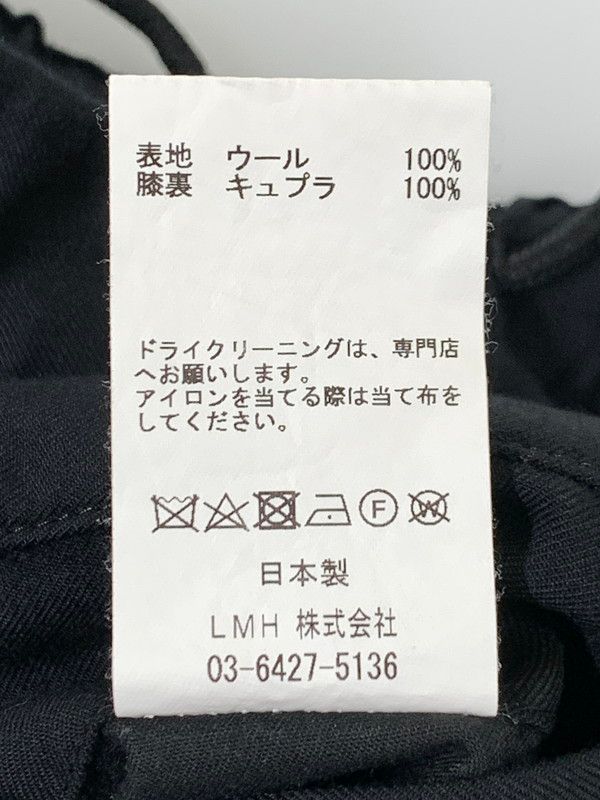 表地 ウール 100%
膝裏 キュプラ 100%
ドライクリーニングは、専門店
へお願いします。
アイロンを当てる際は当て布を
してください。
F W
日本製
LMH 株式会社
03-6427-5136